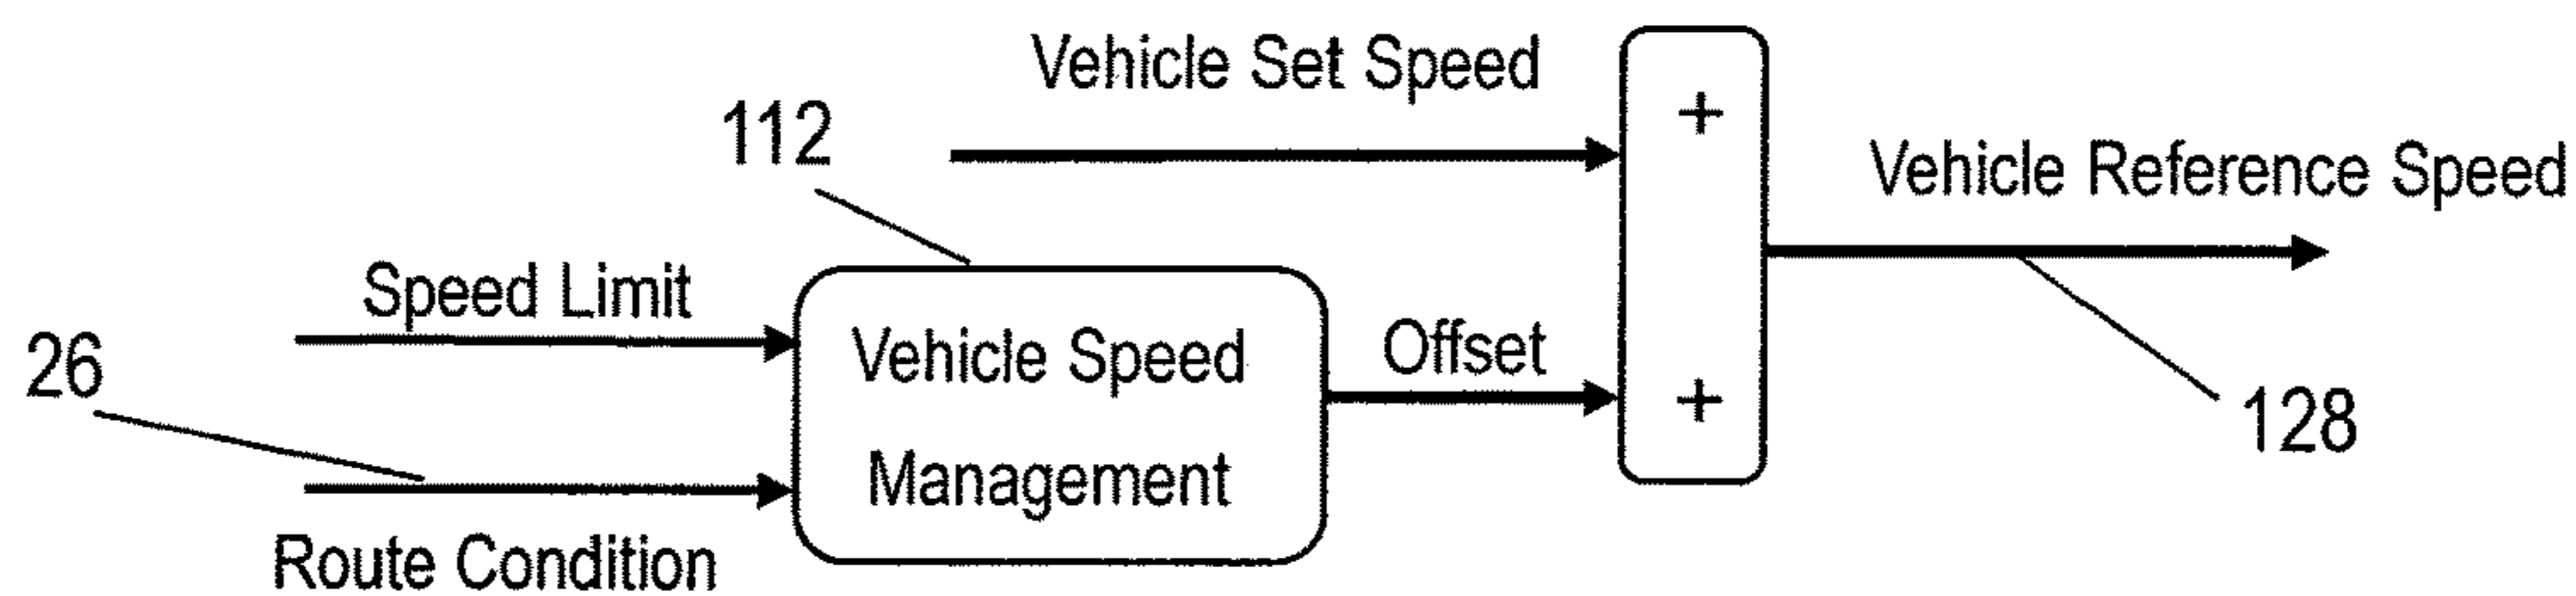 Vehicle Set Speed
+
112
Vehicle Reference Speed
Speed Limit
26
Vehicle Speed
Management
Offset
+
128
Route Condition